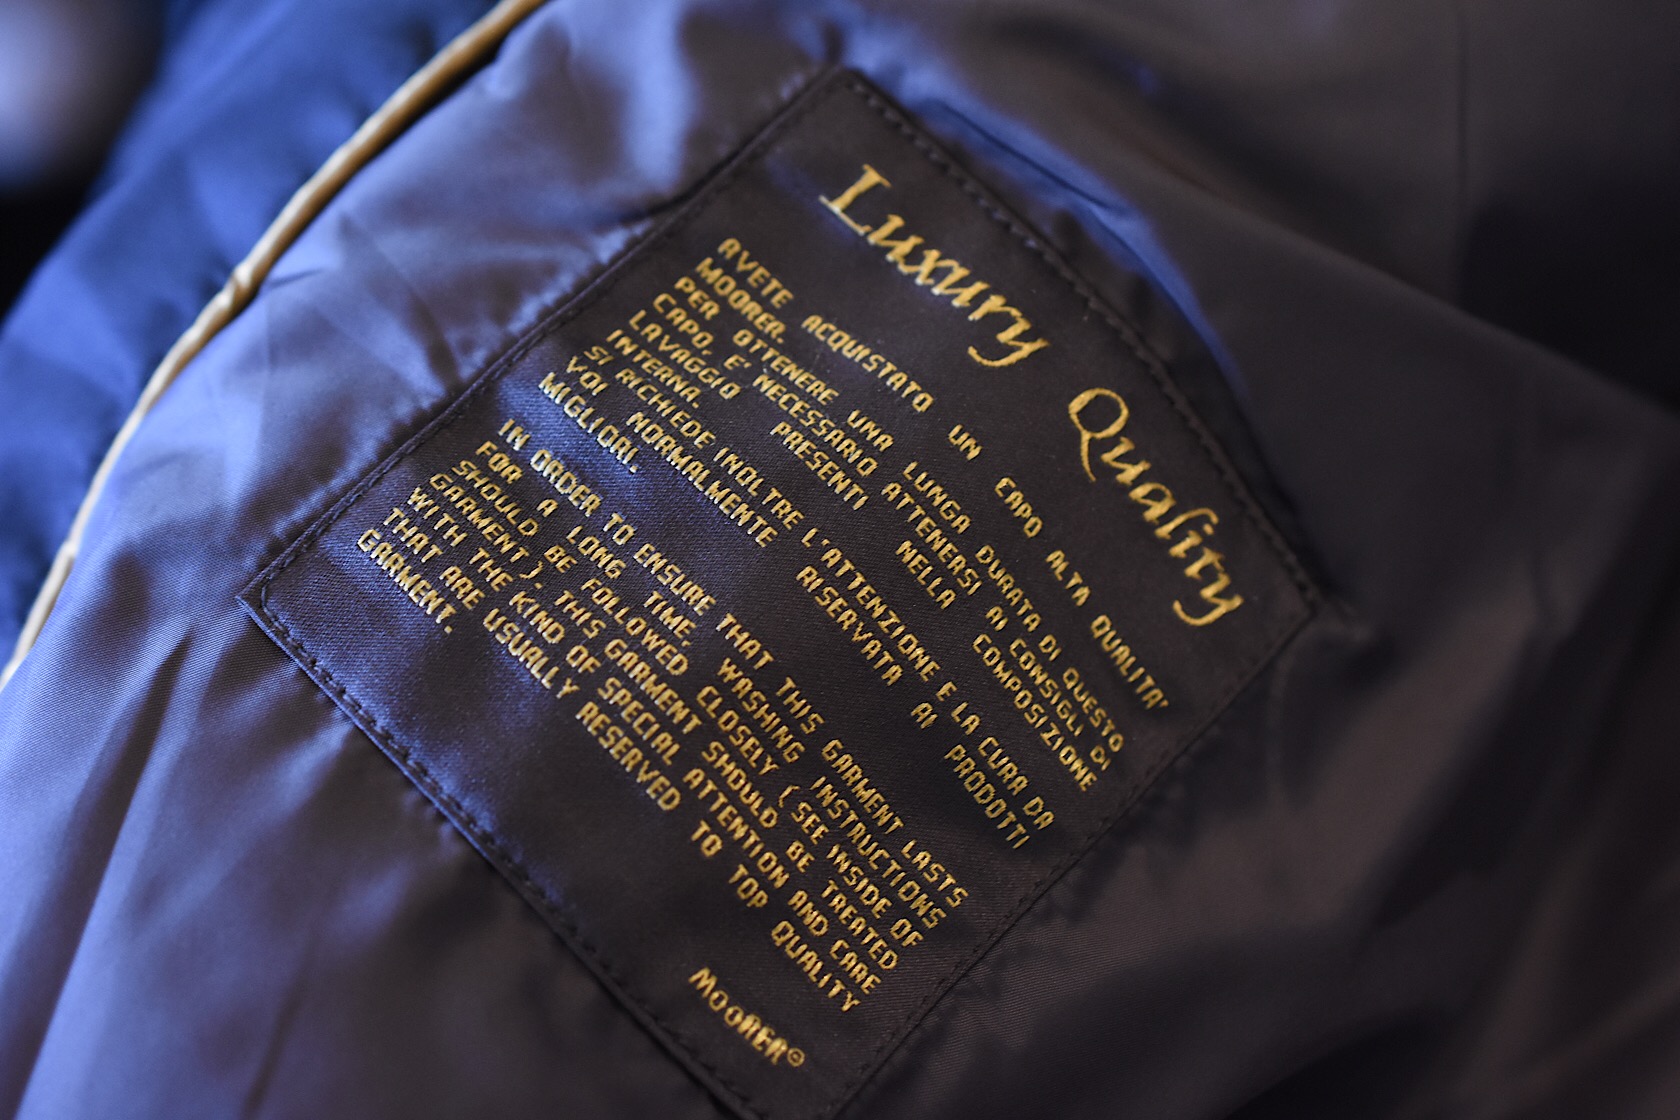 Luxury Quality
AVETE ACQUISTATO UN CAPO ALTA QUALITA'
MOORER.
PER OTTENERE UNA LUNGA DURATA DI QUESTO
CAPO, E' NECESSARIO ATTENERSI AI CONSIGLI DI
LAVAGGIO PRESENTI NELLA COMPOSIZIONE
INTERNA.
SI RICHIEDE INOLTRE L'ATTENZIONE E LA CURA DA
VOI NORMALMENTE RISERVATA AI PRODOTTI
MIGLIORI.
IN ORDER TO ENSURE THAT THIS GARMENT LASTS
FOR A LONG TIME, WASHING INSTRUCTIONS
SHOULD BE FOLLOWED CLOSELY (SEE INSIDE OF
GARMENT). THIS GARMENT SHOULD BE TREATED
WITH THE KIND OF SPECIAL ATTENTION AND CARE
THAT ARE USUALLY RESERVED TO TOP QUALITY
GARMENT.
MOORER®